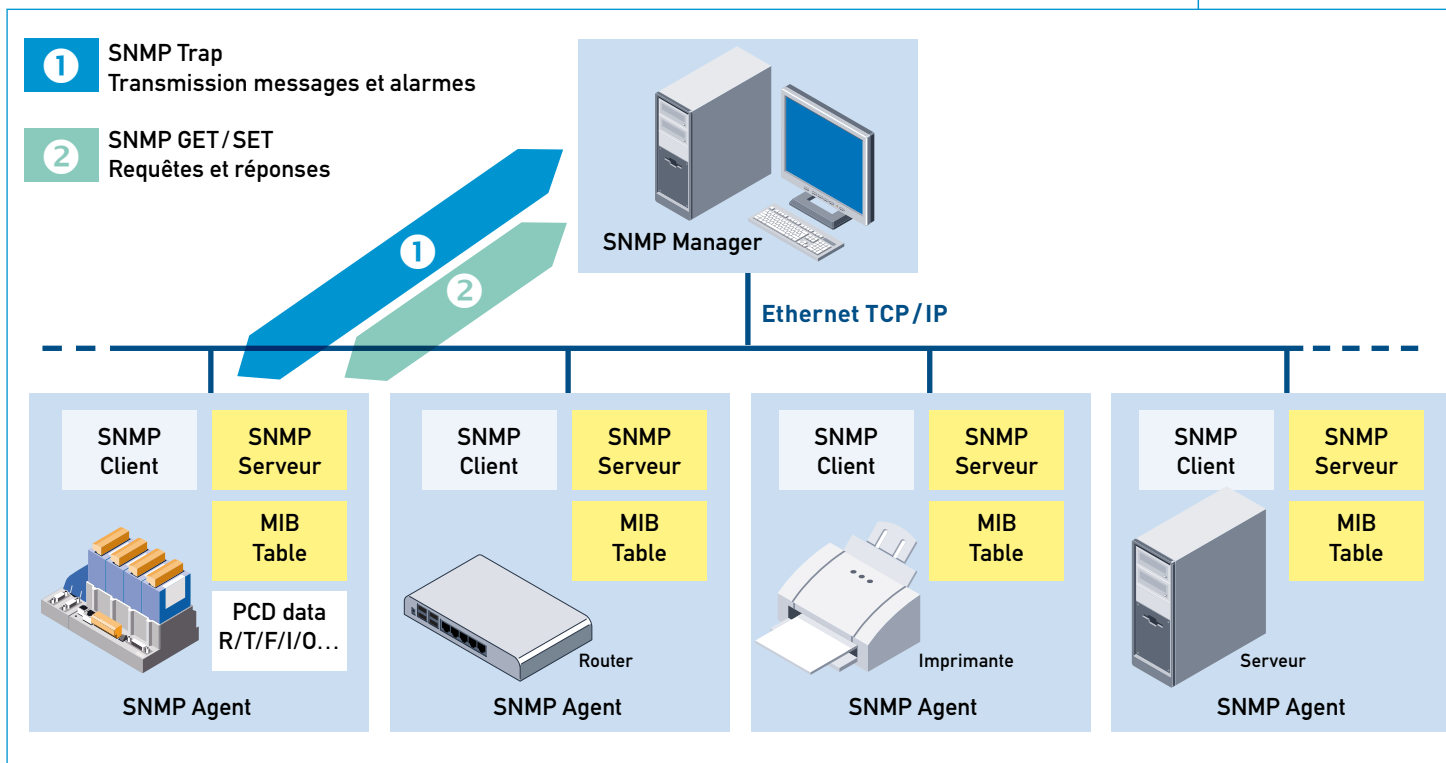 1
SNMP Trap
Transmission messages et alarmes
2
SNMP GET/SET
Requêtes et réponses
1
2
SNMP Manager
Ethernet TCP/IP
SNMP
Client
SNMP
Serveur
MIB
Table
PCD data
R/T/F/I/O...
SNMP Agent
SNMP
Client
SNMP
Serveur
MIB
Table
Router
SNMP Agent
SNMP
Client
SNMP
Serveur
MIB
Table
Imprimante
SNMP Agent
SNMP
Client
SNMP
Serveur
MIB
Table
Serveur
SNMP Agent